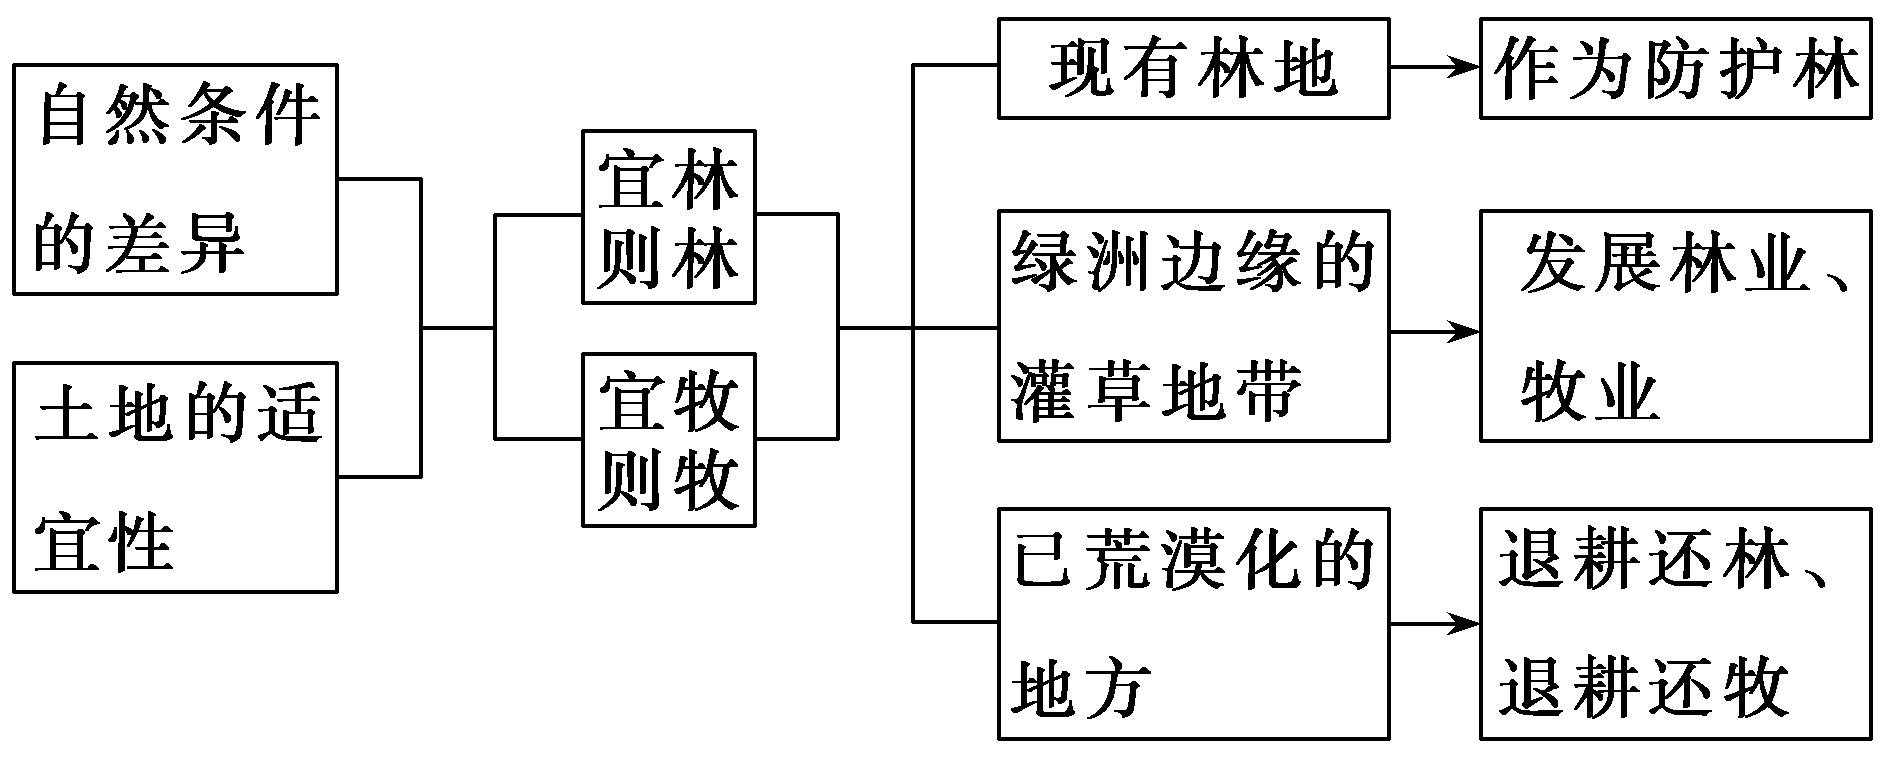 自然条件
的差异
土地的适
宜性
宜林
则林
宜牧
则牧
现有林地
作为防护林
绿洲边缘的
灌草地带
发展林业、
牧业
已荒漠化的
地方
退耕还林、
退耕还牧